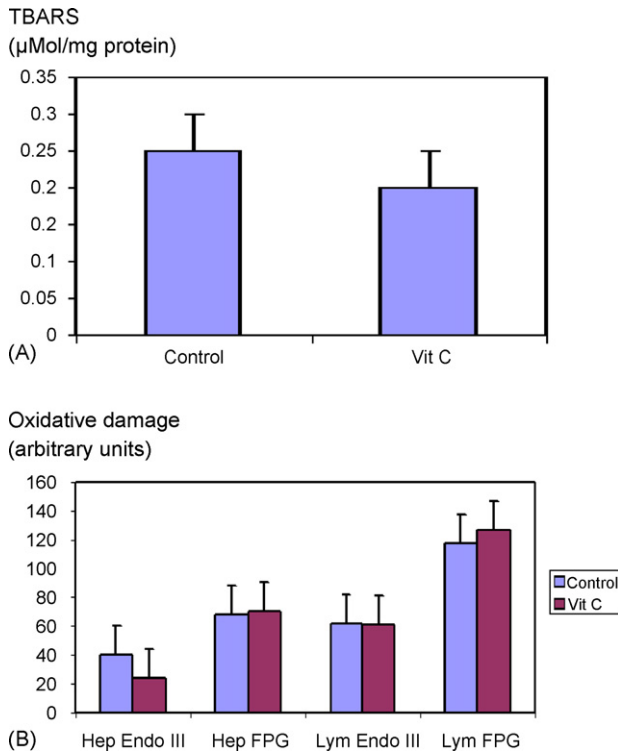 TBARS
(µMol/mg protein)
0.35
0.3
0.25
0.2
0.2
0.1
0.05
0
(A)
Control
Vit C
Oxidative damage
(arbitrary units)
160
140
120
100
80
60
40
20
0
Control
Vit C
(B)
Hep Endo III
Hep FPG
Lym Endo III
Lym FPG